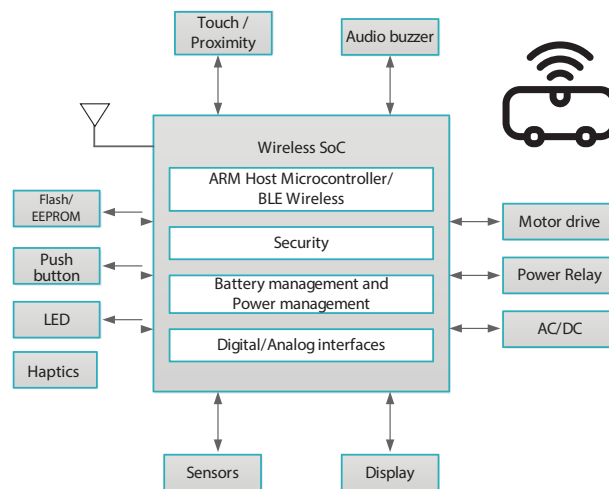 Touch /
Proximity
Audio buzzer
Wireless SoC
ARM Host Microcontroller/
BLE Wireless
Security
Battery management and
Power management
Digital/Analog interfaces
Flash/
EEPROM
Push
button
LED
Haptics
Motor drive
Power Relay
AC/DC
Sensors
Display